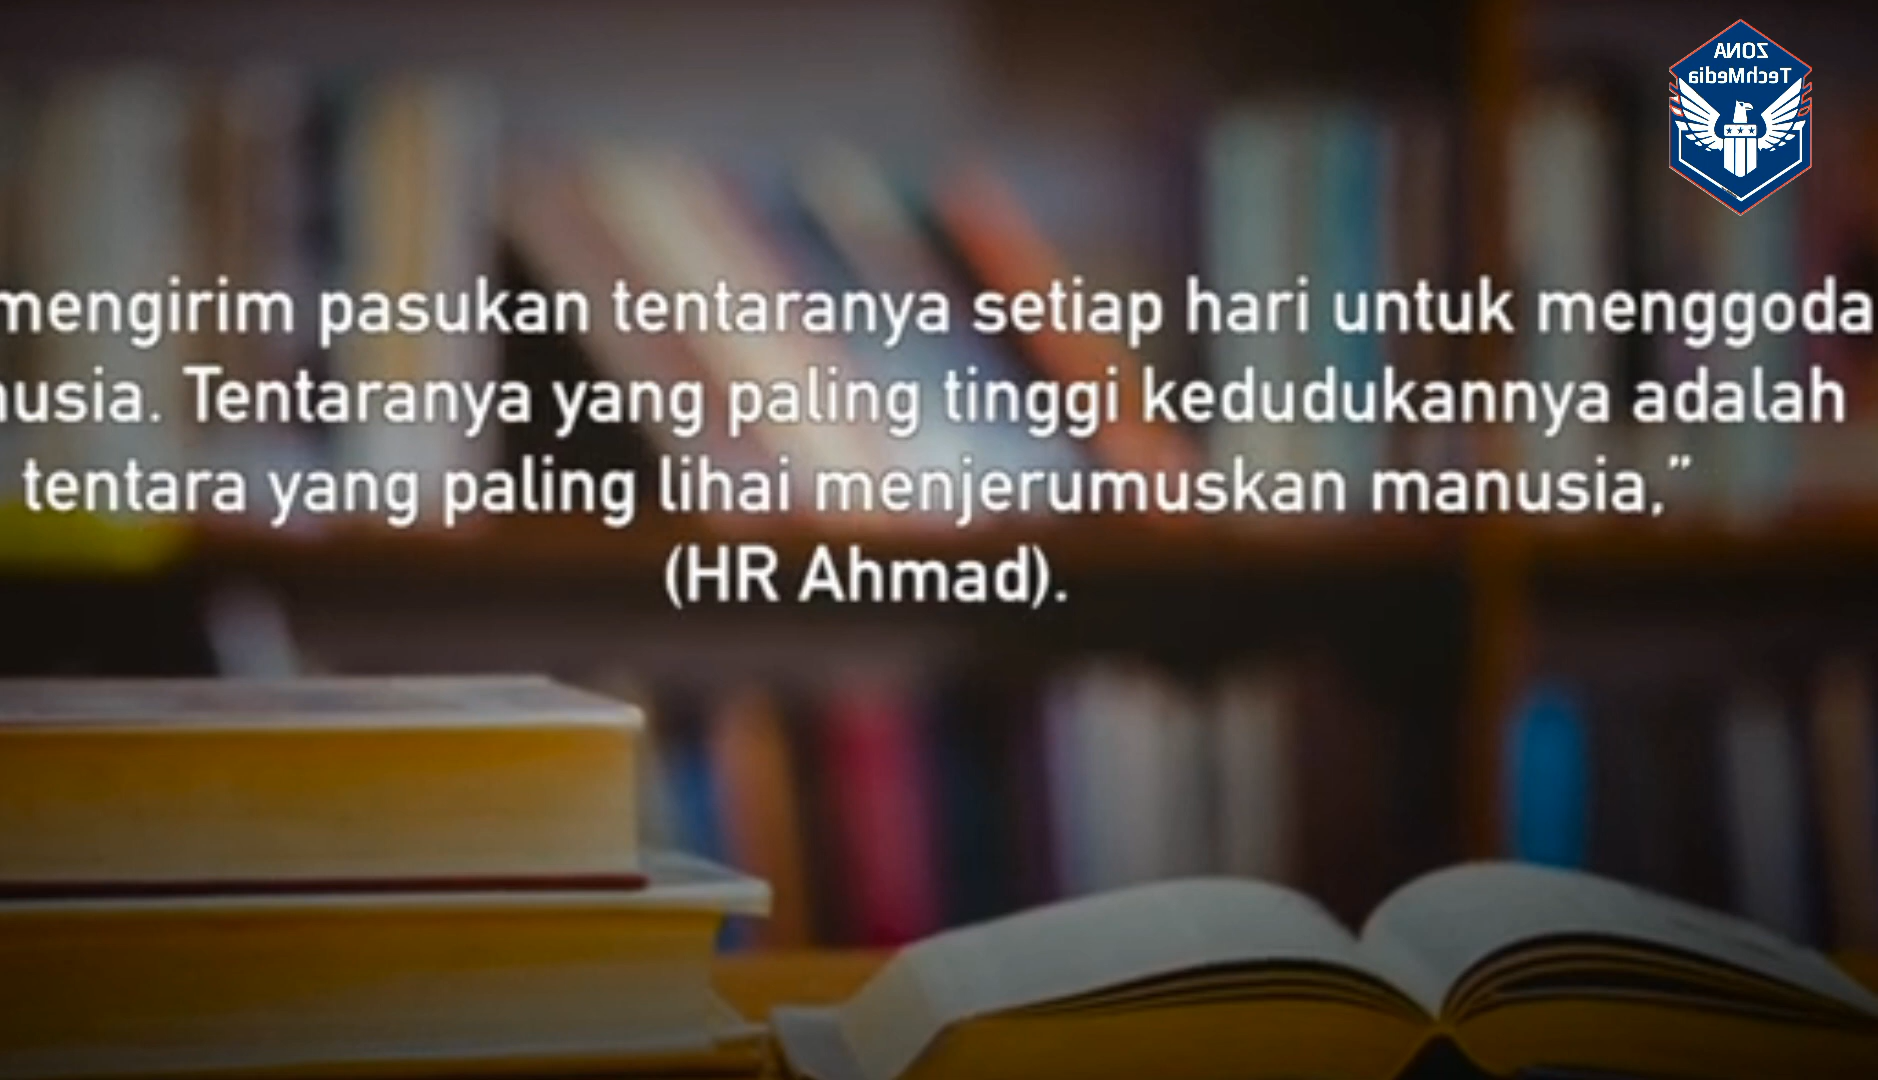 ZONA
TechMedia
mengirim pasukan tentaranya setiap hari untuk menggoda
usia. Tentaranya yang paling tinggi kedudukannya adalah
tentara yang paling lihai menjerumuskan manusia,”
(HR Ahmad).